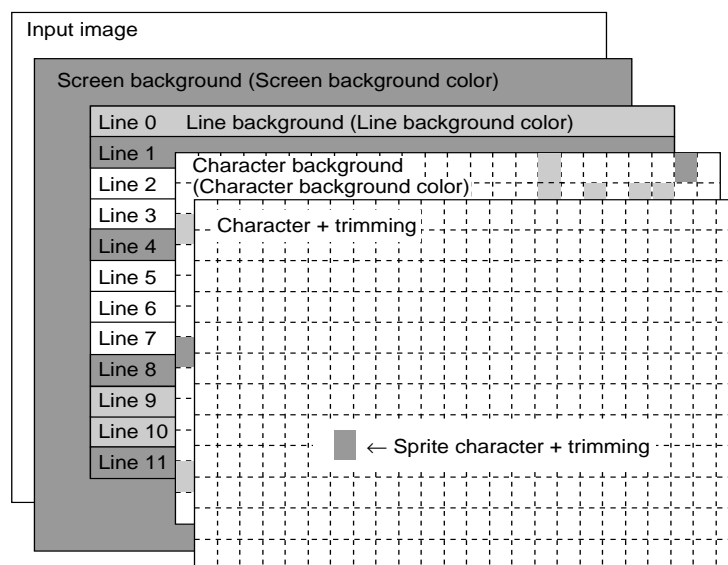 Input image
Screen background (Screen background color)
Line 0 Line background (Line background color)
Line 1
Character background
Line 2
(Character background color)
Line 3
Character + trimming
Line 4
Line 5
Line 6
Line 7
Line 8
Line 9
Line 10
← Sprite character + trimming
Line 11